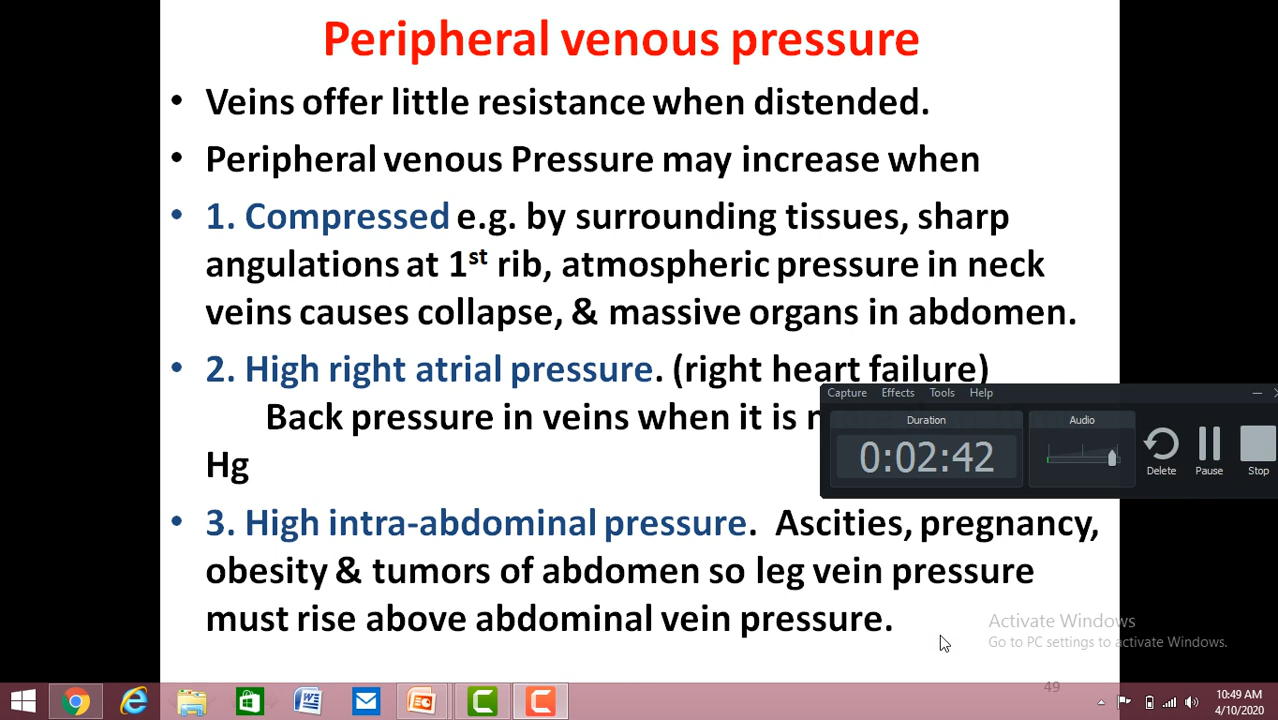 Peripheral venous pressure
• Veins offer little resistance when distended.
• Peripheral venous Pressure may increase when
• 1. Compressed e.g. by surrounding tissues, sharp
angulations at 1st rib, atmospheric pressure in neck
veins causes collapse, & massive organs in abdomen.
• 2. High right atrial pressure. (right heart failure)
Back pressure in veins when it is
Hg
Capture Effects Tools Help
Duration
Audio
0:02:42
Delete Pause Stop
• 3. High intra-abdominal pressure. Ascities, pregnancy,
obesity & tumors of abdomen so leg vein pressure
must rise above abdominal vein pressure.
Activate Windows
Go to PC settings to activate Windows.
49
10:49 AM
4/10/2020